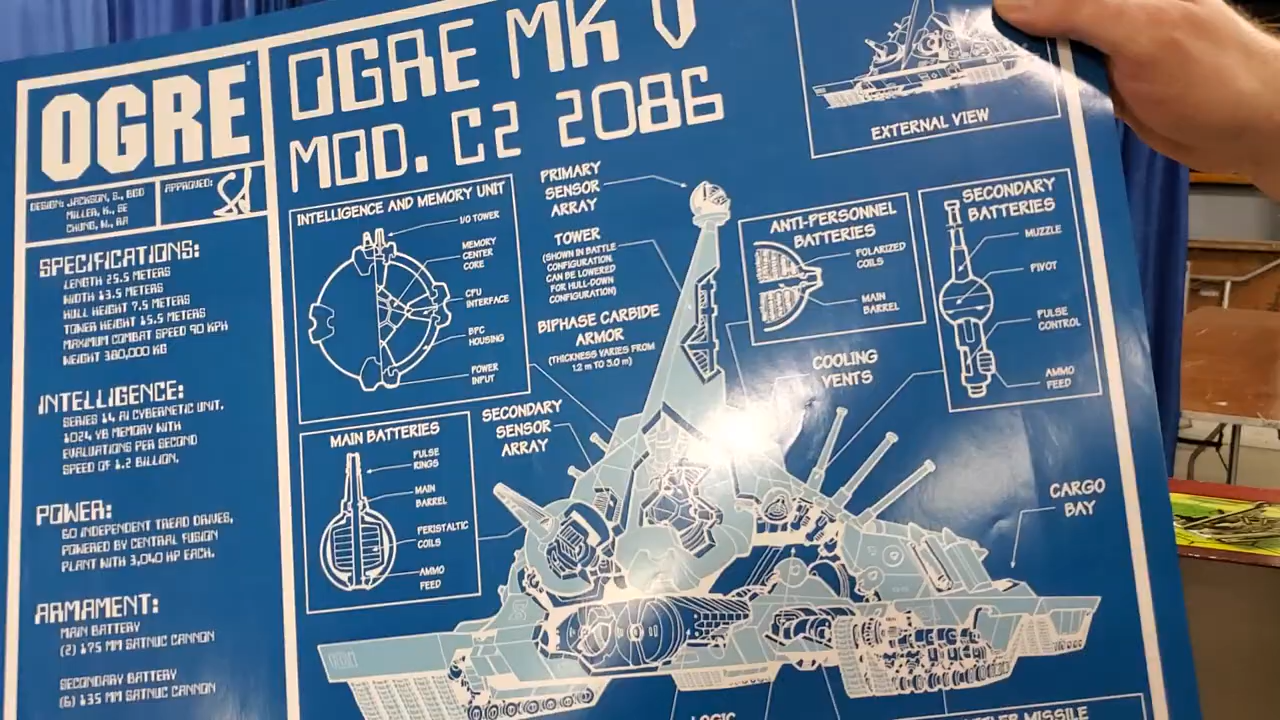 OGRE
DESIGN: JACKSON, S., BGD
MILLER, K., SE
CHUNG, W., AA
APPROVED: SJ
OGRE MK V
MOD. C2 2086
SPECIFICATIONS:
LENGTH 25.5 METERS
WIDTH 13.5 METERS
HULL HEIGHT 7.5 METERS
TOWER HEIGHT 15.5 METERS
MAXIMUM COMBAT SPEED 90 KPH
WEIGHT 380,000 KG
INTELLIGENCE:
SERIES 14 AI CYBERNETIC UNIT.
1024 YB MEMORY WITH
EVALUATIONS PER SECOND
SPEED OF 1.2 BILLION.
POWER:
60 INDEPENDENT TREAD DRIVES,
POWERED BY CENTRAL FUSION
PLANT WITH 3,040 HP EACH.
ARMAMENT:
MAIN BATTERY
(2) 175 MM SATNUC CANNON
SECONDARY BATTERY
(6) 135 MM SATNUC CANNON
INTELLIGENCE AND MEMORY UNIT
I/O TOWER
MEMORY
CENTER
CORE
CPU
INTERFACE
BPC
HOUSING
POWER
INPUT
MAIN BATTERIES
PULSE
RINGS
MAIN
BARREL
PERISTALTIC
COILS
AMMO
FEED
PRIMARY
SENSOR
ARRAY
TOWER
(SHOWN IN BATTLE
CONFIGURATION.
CAN BE LOWERED
FOR HULL-DOWN
CONFIGURATION)
BIPHASE CARBIDE
ARMOR
(THICKNESS VARIES FROM
1.2 M TO 3.0 M)
SECONDARY
SENSOR
ARRAY
EXTERNAL VIEW
ANTI-PERSONNEL
BATTERIES
POLARIZED
COILS
MAIN
BARREL
COOLING
VENTS
SECONDARY
BATTERIES
MUZZLE
PIVOT
PULSE
CONTROL
AMMO
FEED
CARGO
BAY
LOGIC
MISSILE